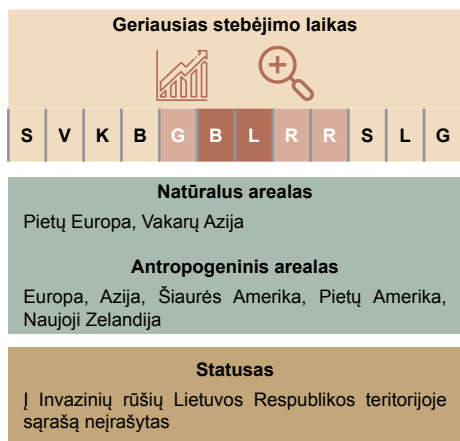 Geriausias stebėjimo laikas
S V K B G B L R R S L G
Natūralus arealas
Pietų Europa, Vakarų Azija
Antropogeninis arealas
Europa, Azija, Šiaurės Amerika, Pietų Amerika,
Naujoji Zelandija
Statusas
Į Invazinių rūšių Lietuvos Respublikos teritorijoje
sąrašą neįrašytas